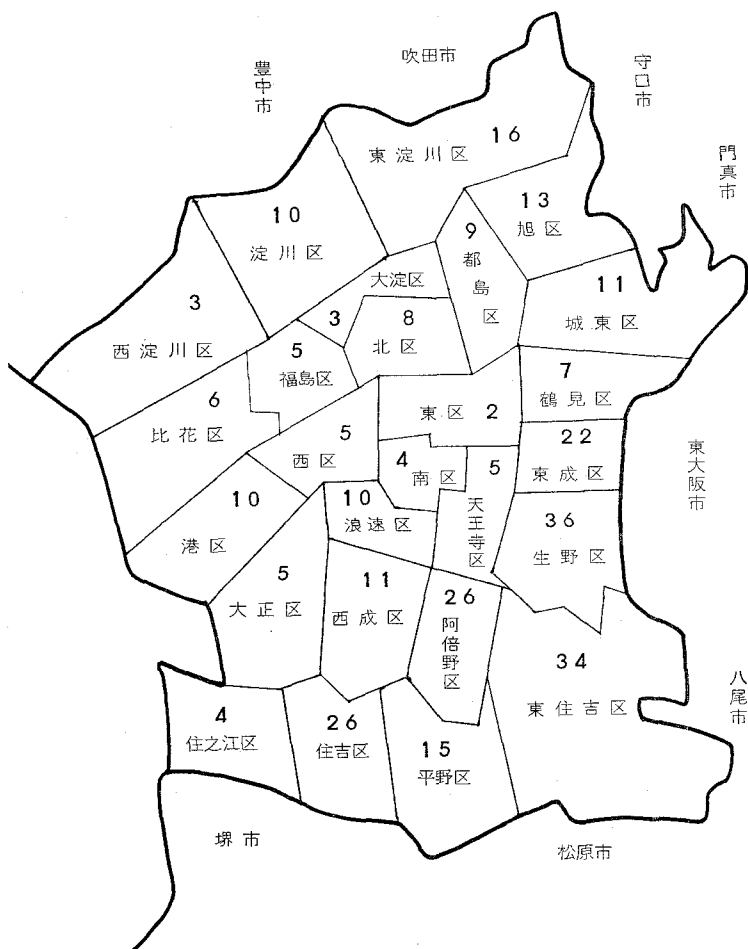 吹田市
守口市
豊中市
門真市
16
東淀川区
13
旭区
10
淀川区
9
都島区
大淀区
11
城東区
3
西淀川区
3
8
北区
5
福島区
7
鶴見区
6
比花区
東区 2
22
東成区
東大阪市
5
西区
4
南区
5
天王寺区
10
港区
10
浪速区
36
生野区
5
大正区
11
西成区
26
阿倍野区
34
東住吉区
八尾市
4
住之江区
26
住吉区
15
平野区
堺市
松原市